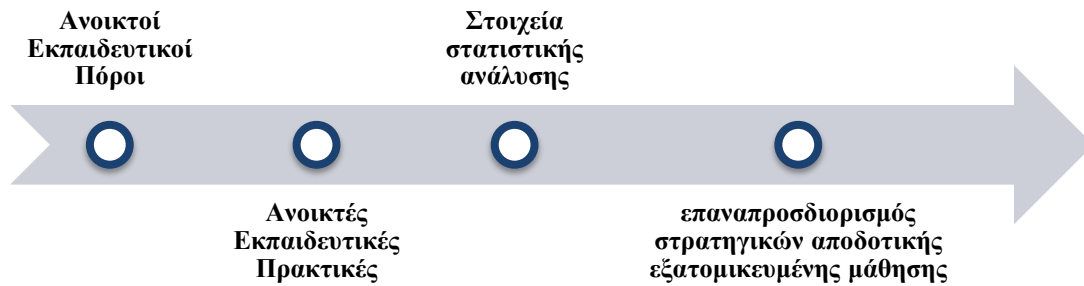 Ανοικτοί
Εκπαιδευτικοί
Πόροι
Ανοικτές
Εκπαιδευτικές
Πρακτικές
Στοιχεία
στατιστικής
ανάλυσης
επαναπροσδιορισμός
στρατηγικών αποδοτικής
εξατομικευμένης μάθησης